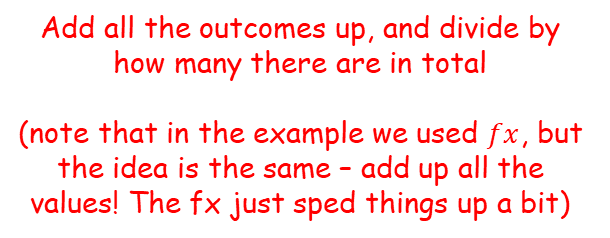 Add all the outcomes up, and divide by
how many there are in total
(note that in the example we used 𝑓𝑥, but
the idea is the same – add up all the
values! The fx just sped things up a bit)